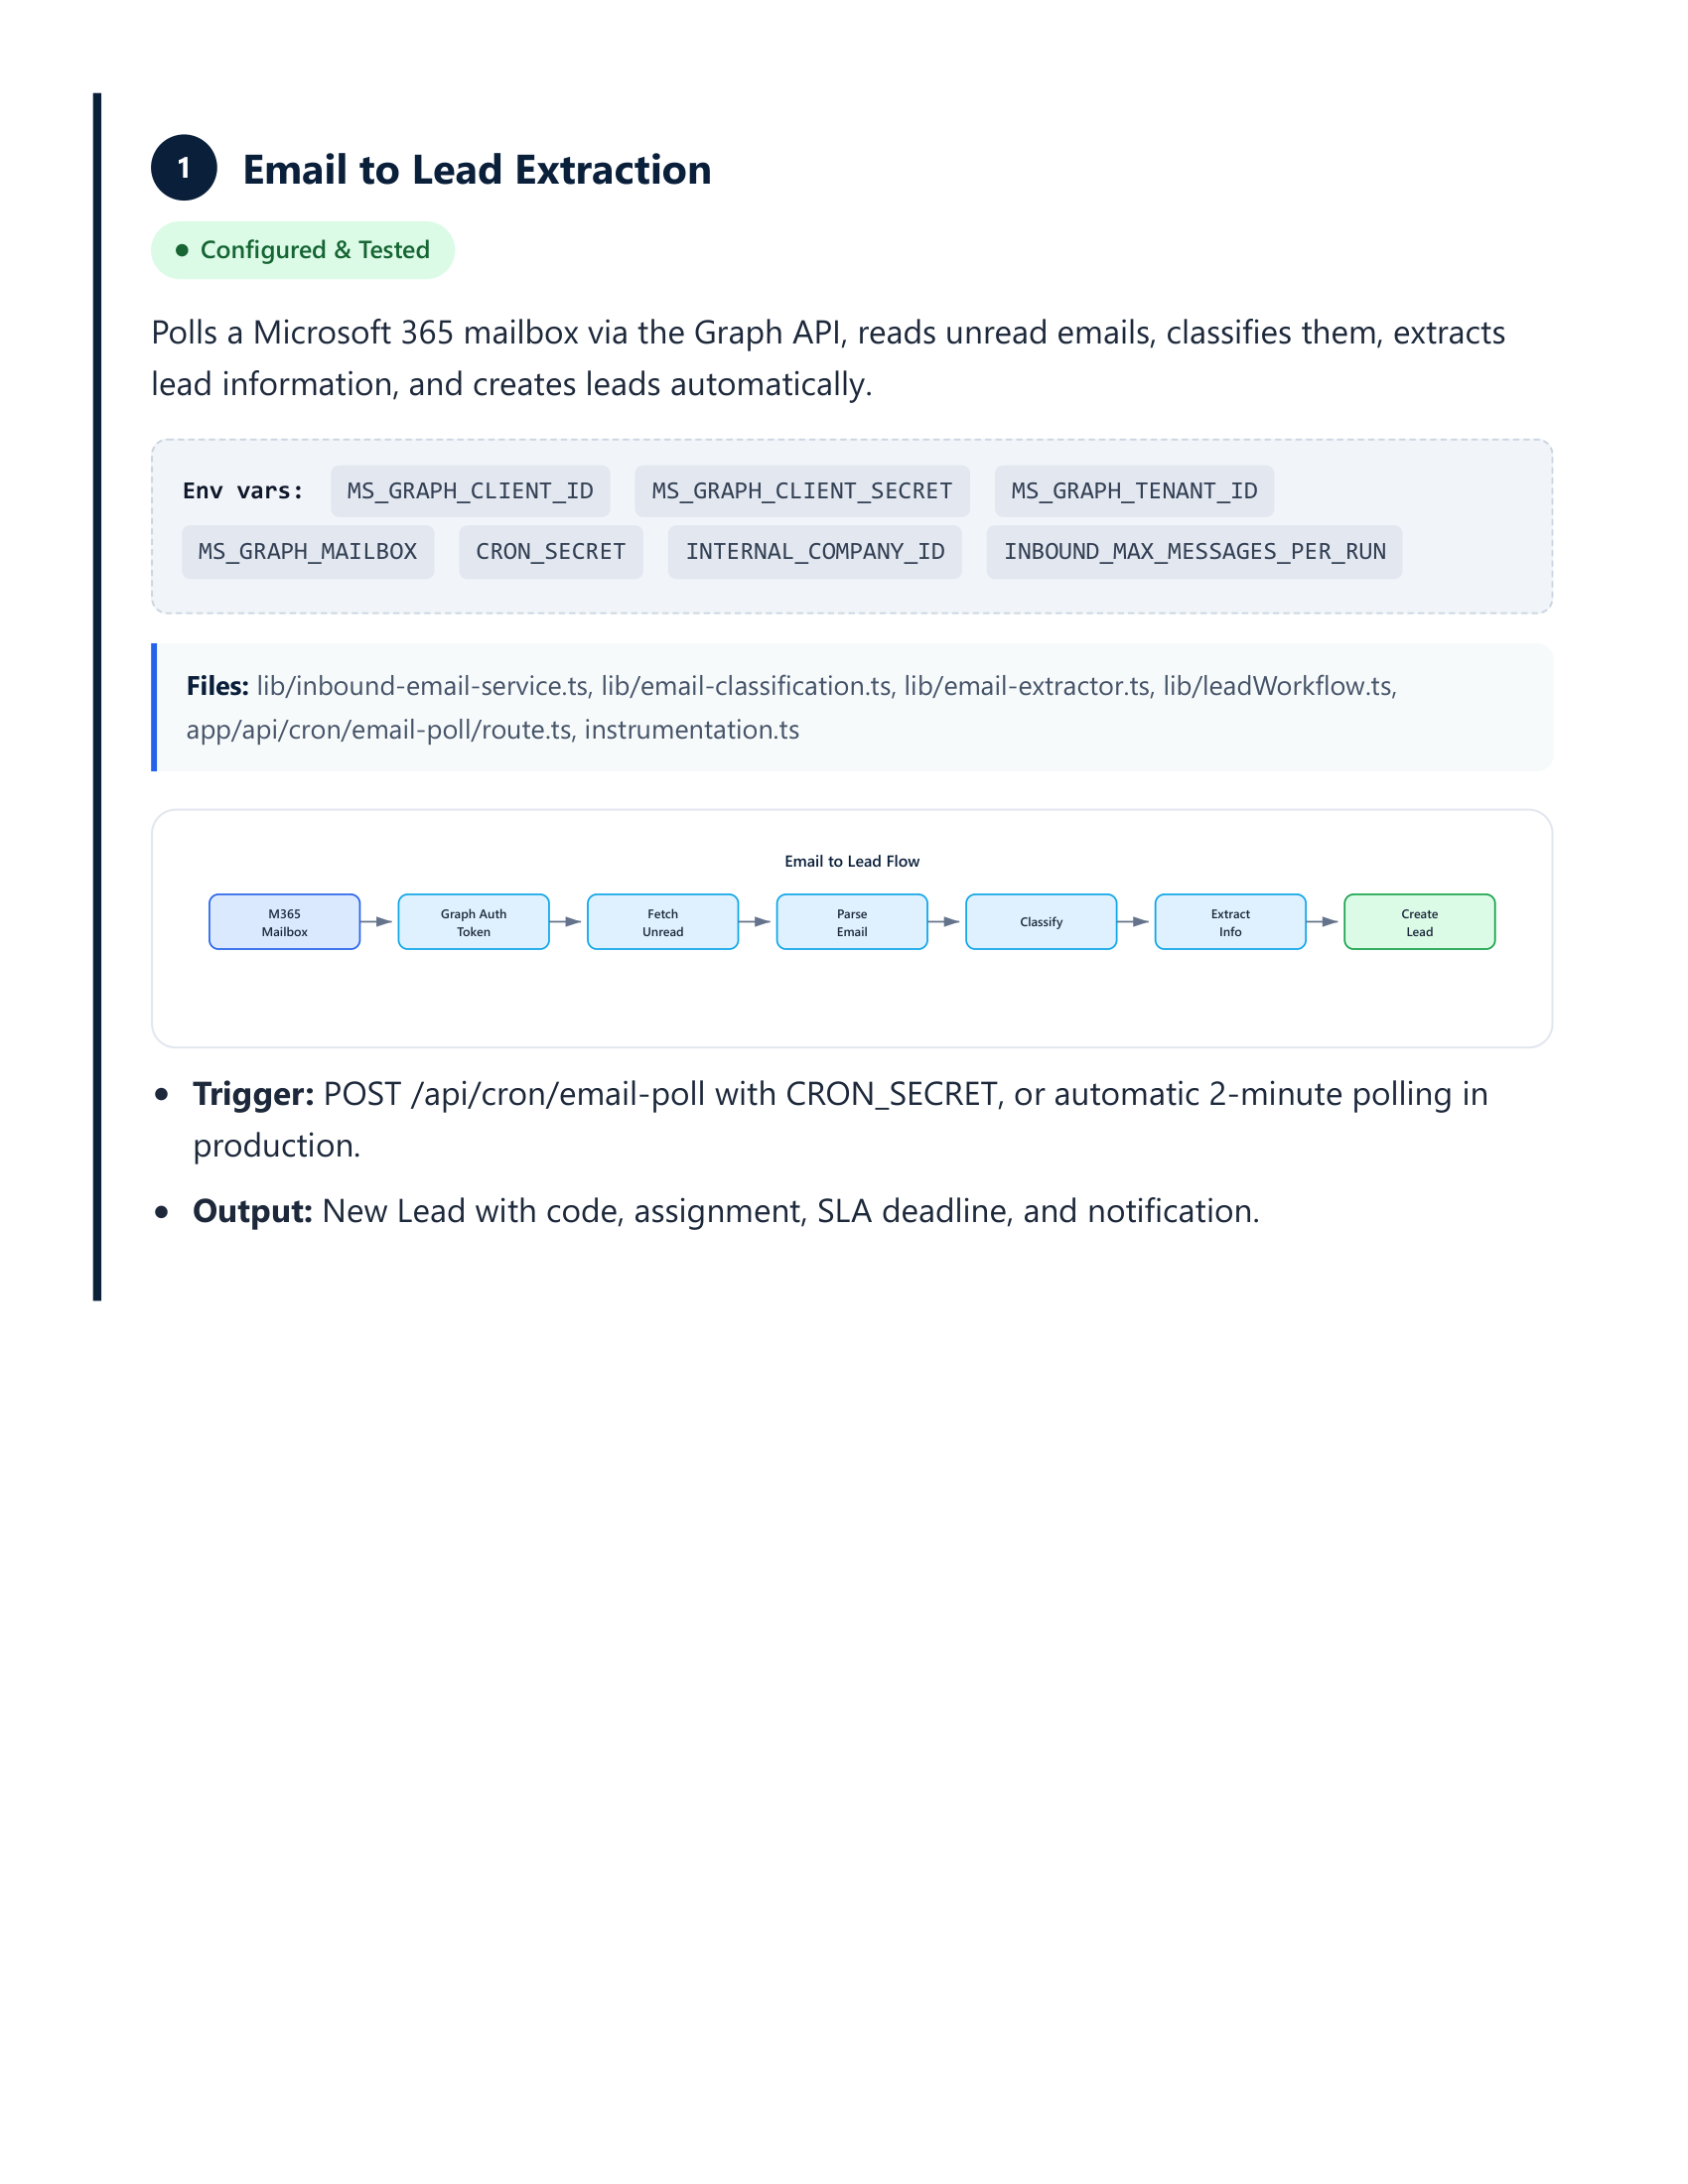 1 Email to Lead Extraction
Configured & Tested
Polls a Microsoft 365 mailbox via the Graph API, reads unread emails, classifies them, extracts
lead information, and creates leads automatically.
Env vars: MS_GRAPH_CLIENT_ID MS_GRAPH_CLIENT_SECRET MS_GRAPH_TENANT_ID
MS_GRAPH_MAILBOX CRON_SECRET INTERNAL_COMPANY_ID INBOUND_MAX_MESSAGES_PER_RUN
Files: lib/inbound-email-service.ts, lib/email-classification.ts, lib/email-extractor.ts, lib/leadWorkflow.ts,
app/api/cron/email-poll/route.ts, instrumentation.ts
Email to Lead Flow
M365
Mailbox
Graph Auth
Token
Fetch
Unread
Parse
Email
Classify
Extract
Info
Create
Lead
• Trigger: POST /api/cron/email-poll with CRON_SECRET, or automatic 2-minute polling in
production.
• Output: New Lead with code, assignment, SLA deadline, and notification.